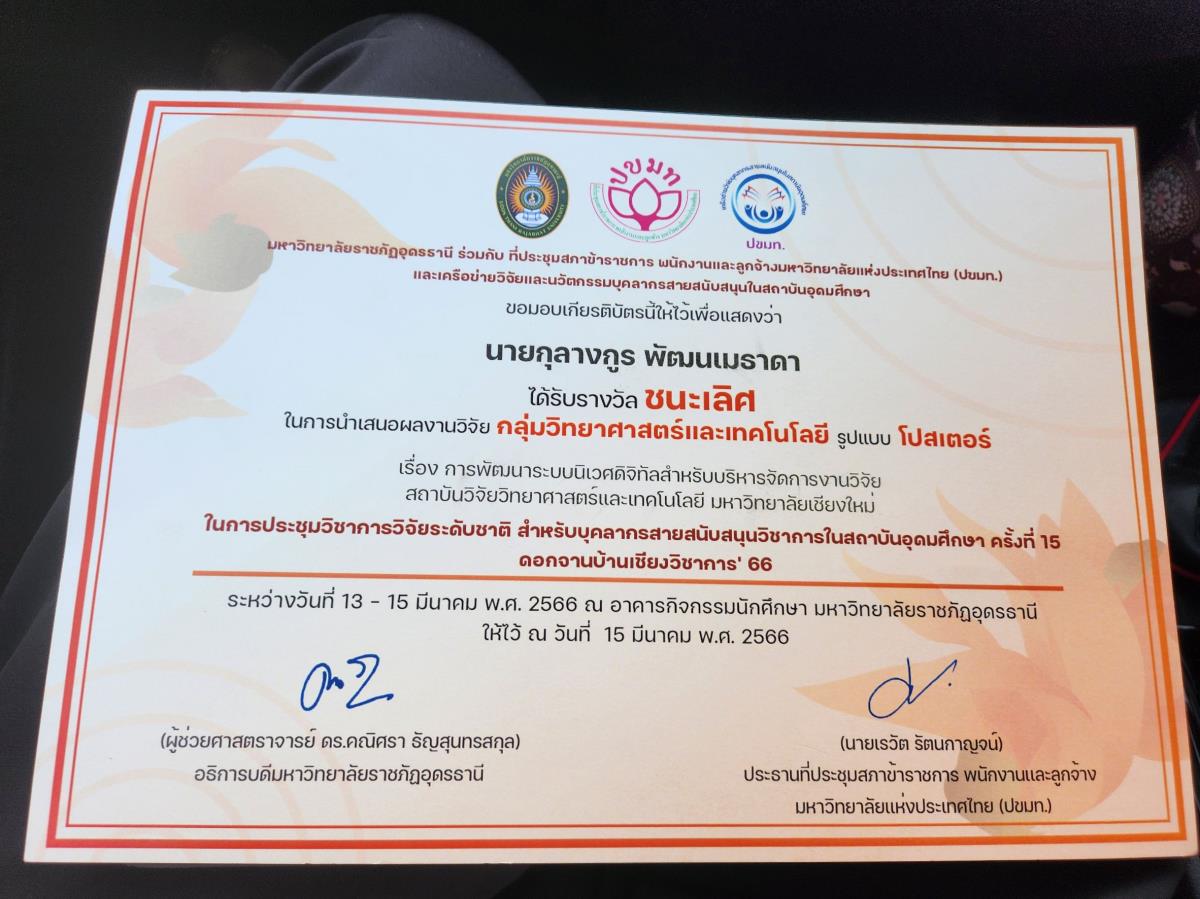 มหาวิทยาลัยราชภัฏอุดรธานี
UDON THANI RAJABHAT UNIVERSITY
ปขมท
ปขมท.
มหาวิทยาลัยราชภัฏอุดรธานี ร่วมกับ ที่ประชุมสภาข้าราชการ พนักงานและลูกจ้างมหาวิทยาลัยแห่งประเทศไทย (ปขมท.)
และเครือข่ายวิจัยและนวัตกรรมบุคลากรสายสนับสนุนในสถาบันอุดมศึกษา
ขอมอบเกียรติบัตรนี้ให้ไว้เพื่อแสดงว่า
นายกุลางกูร พัฒนเมธาดา
ได้รับรางวัล ชนะเลิศ
ในการนำเสนอผลงานวิจัย กลุ่มวิทยาศาสตร์และเทคโนโลยี รูปแบบ โปสเตอร์
เรื่อง การพัฒนาระบบนิเวศดิจิทัลสำหรับบริหารจัดการงานวิจัย
สถาบันวิจัยวิทยาศาสตร์และเทคโนโลยี มหาวิทยาลัยเชียงใหม่
ในการประชุมวิชาการวิจัยระดับชาติ สำหรับบุคลากรสายสนับสนุนวิชาการในสถาบันอุดมศึกษา ครั้งที่ 15
ดอกจานบ้านเชียงวิชาการ' 66
ระหว่างวันที่ 13 - 15 มีนาคม พ.ศ. 2566 ณ อาคารกิจกรรมนักศึกษา มหาวิทยาลัยราชภัฏอุดรธานี
ให้ไว้ ณ วันที่ 15 มีนาคม พ.ศ. 2566
(ผู้ช่วยศาสตราจารย์ ดร.คณิศรา ธัญสุนทรสกุล)
อธิการบดีมหาวิทยาลัยราชภัฏอุดรธานี
(นายเรวัต รัตนกาญจน์)
ประธานที่ประชุมสภาข้าราชการ พนักงานและลูกจ้าง
มหาวิทยาลัยแห่งประเทศไทย (ปขมท.)